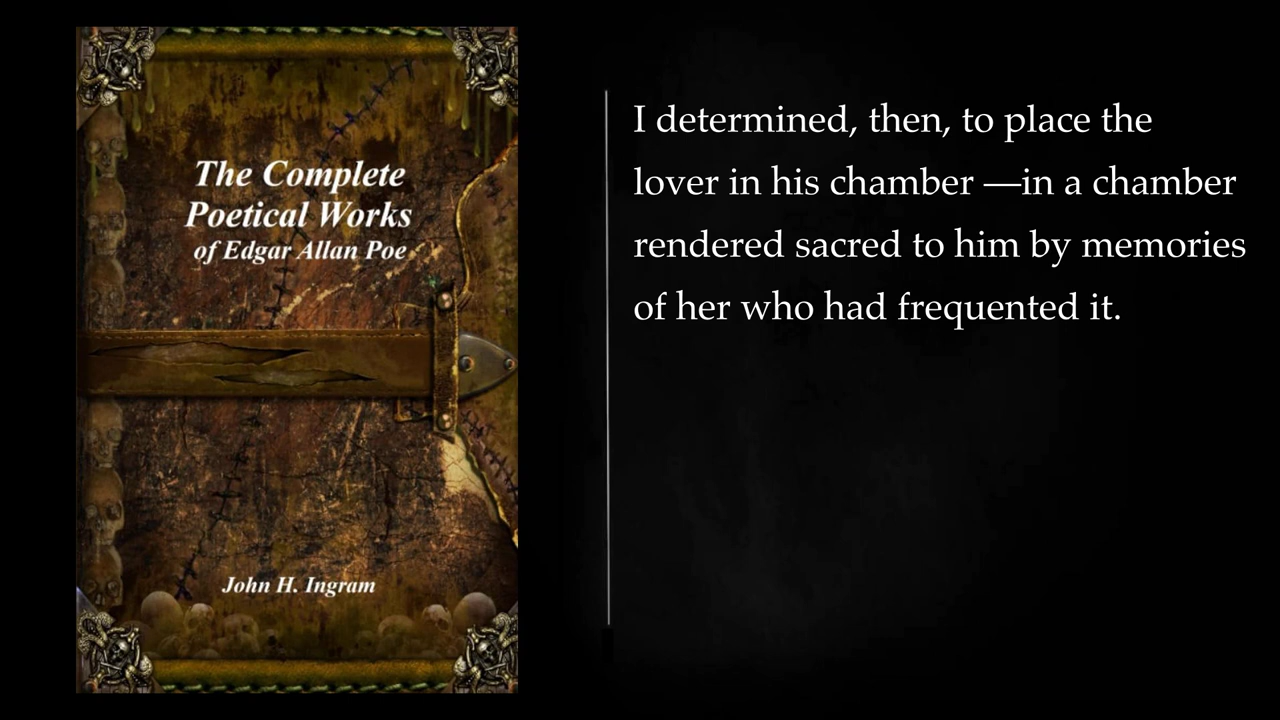 The Complete
Poetical Works
of Edgar Allan Poe
John H. Ingram
I determined, then, to place the
lover in his chamber —in a chamber
rendered sacred to him by memories
of her who had frequented it.